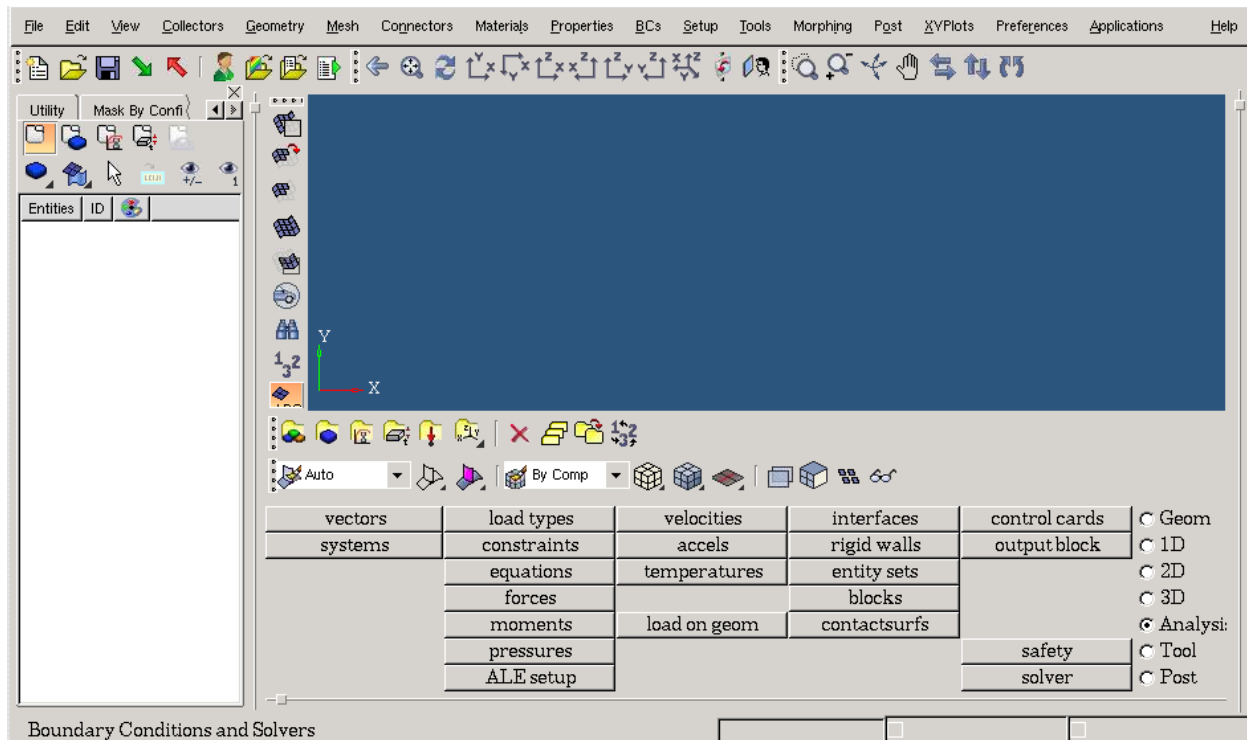 File Edit View Collectors Geometry Mesh Connectors Materials Properties BCs Setup Tools Morphing Post XYPlots Preferences Applications Help
Utility Mask By Confi
Entities ID
1 2 3
Y
X
Auto By Comp
vectors load types velocities interfaces control cards Geom
systems constraints accels rigid walls output block 1D
equations temperatures entity sets 2D
forces blocks 3D
moments load on geom contactsurfs Analysis
pressures safety Tool
ALE setup solver Post
Boundary Conditions and Solvers